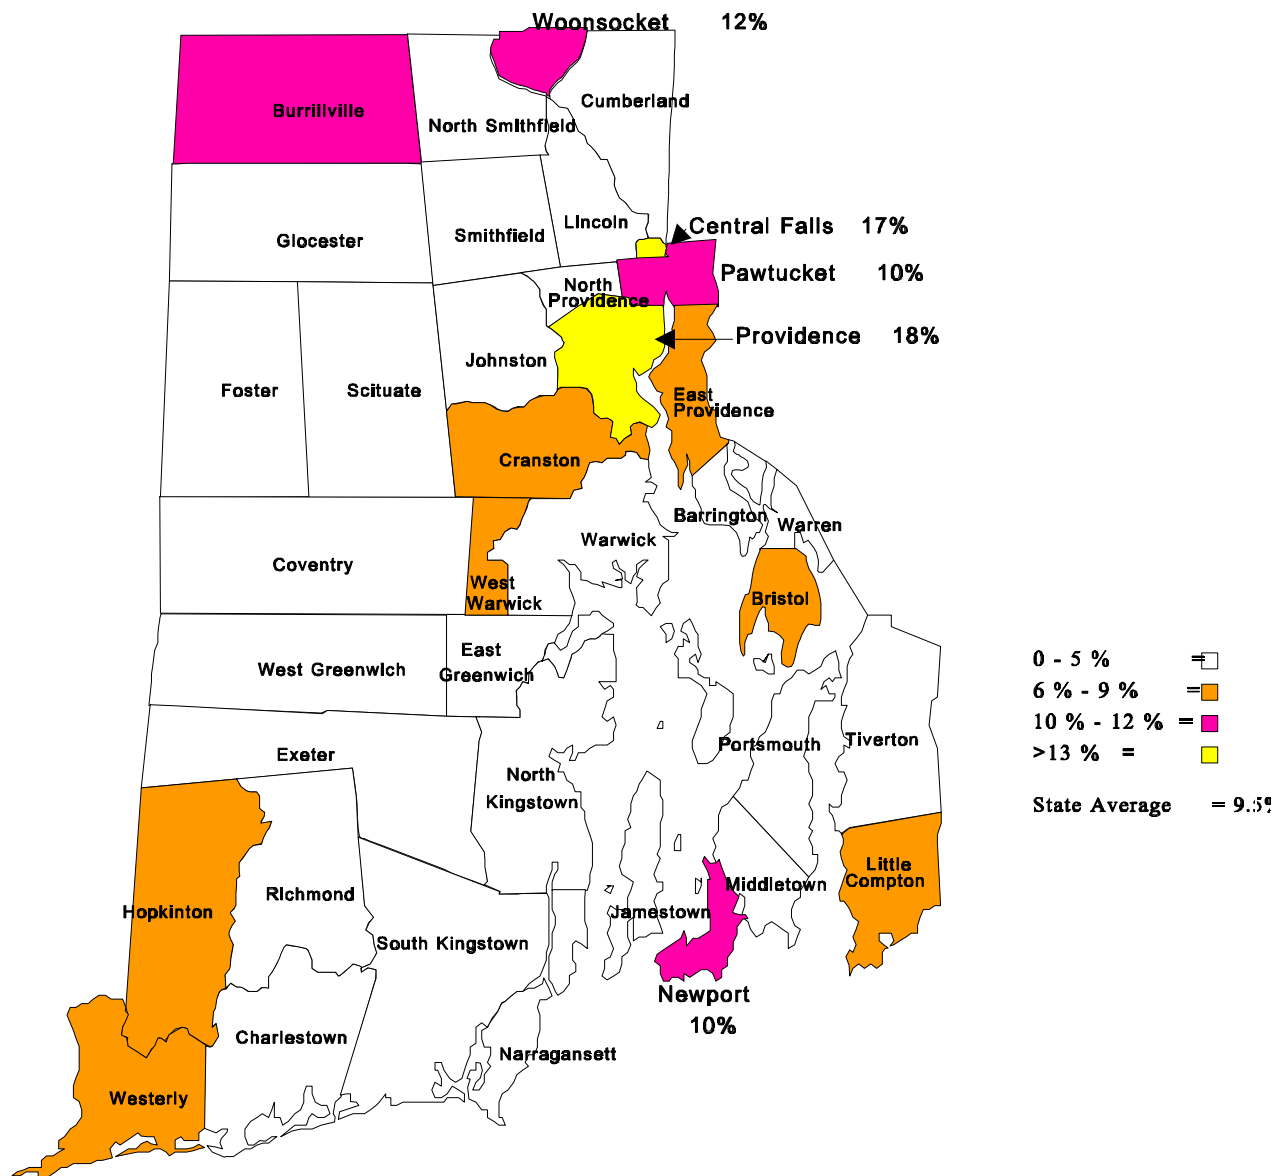 Woonsocket 12%
Burrillville
Cumberland
North Smithfield
Lincoln
Central Falls 17%
Smithfield
Glocester
Pawtucket 10%
North
Providence
Providence 18%
Johnston
Foster
Scituate
East
Providence
Cranston
Barrington
Warren
Warwick
Coventry
West
Warwick
Bristol
East
Greenwich
West Greenwich
0 - 5 % =
6 % - 9 % =
10 % - 12 % =
>13 % =
State Average = 9.5%
Portsmouth
Tiverton
Exeter
North
Kingstown
Little
Compton
Middletown
Richmond
Hopkinton
Jamestown
South Kingstown
Newport
10%
Charlestown
Narragansett
Westerly